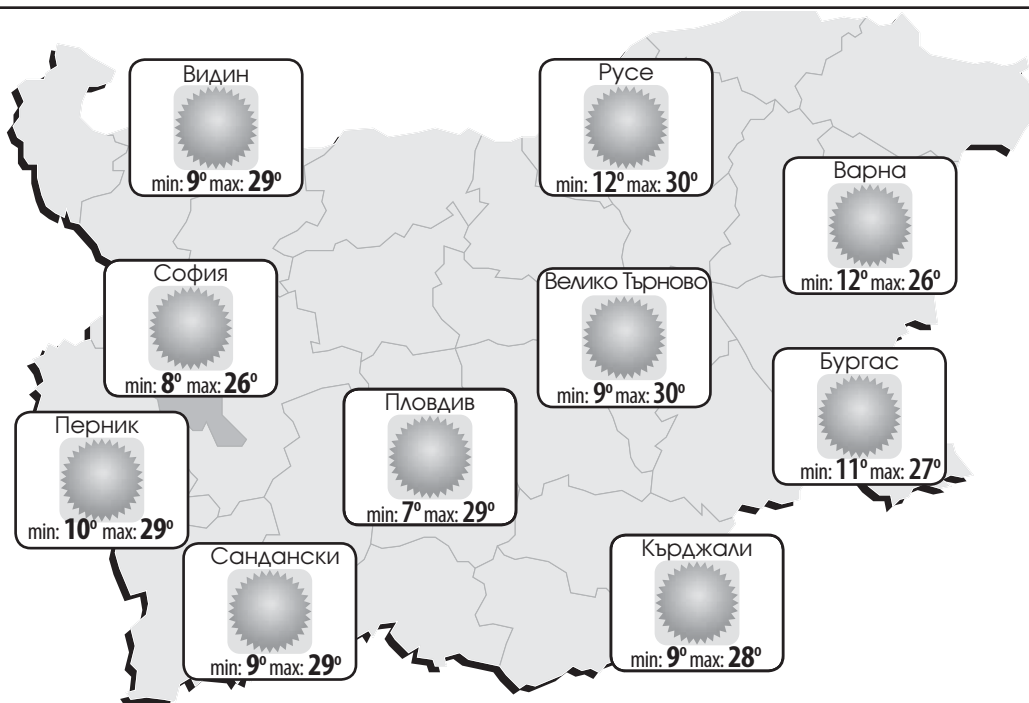 Видин
min: 9º max: 29º
Русе
min: 12º max: 30º
Варна
min: 12º max: 26º
София
min: 8º max: 26º
Велико Търново
min: 9º max: 30º
Бургас
min: 11º max: 27º
Пловдив
min: 7º max: 29º
Перник
min: 10º max: 29º
Сандански
min: 9º max: 29º
Кърджали
min: 9º max: 28º